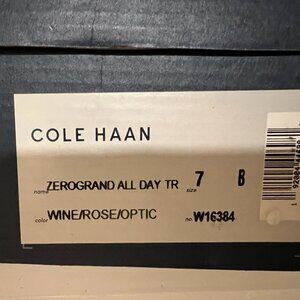 COLE HAAN
name ZEROGRAND ALL DAY TR size 7 B
color WINE/ROSE/OPTIC no. W16384